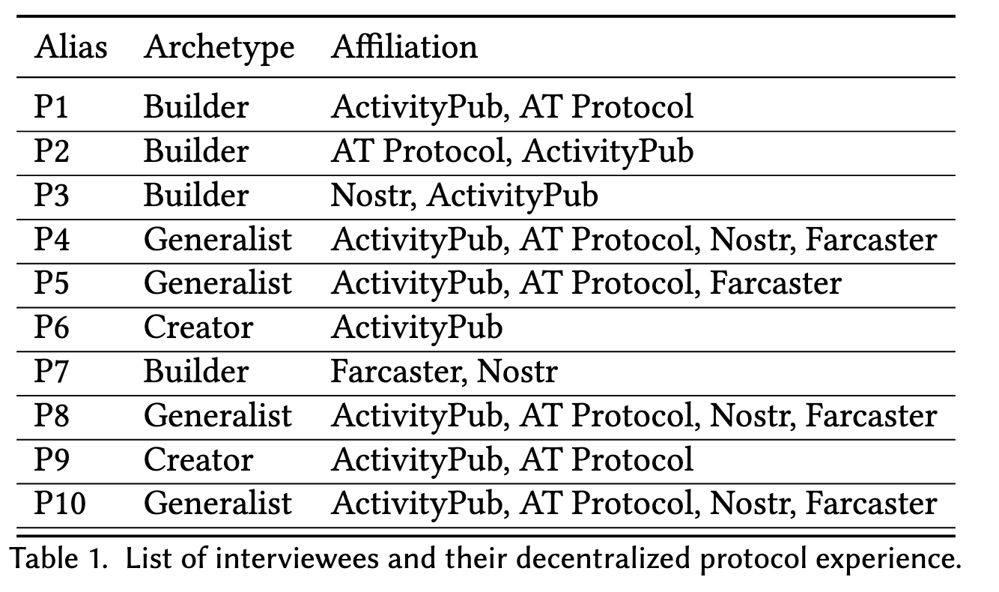 Alias Archetype Affiliation
P1 Builder ActivityPub, AT Protocol
P2 Builder AT Protocol, ActivityPub
P3 Builder Nostr, ActivityPub
P4 Generalist ActivityPub, AT Protocol, Nostr, Farcaster
P5 Generalist ActivityPub, AT Protocol, Farcaster
P6 Creator ActivityPub
P7 Builder Farcaster, Nostr
P8 Generalist ActivityPub, AT Protocol, Nostr, Farcaster
P9 Creator ActivityPub, AT Protocol
P10 Generalist ActivityPub, AT Protocol, Nostr, Farcaster
Table 1. List of interviewees and their decentralized protocol experience.